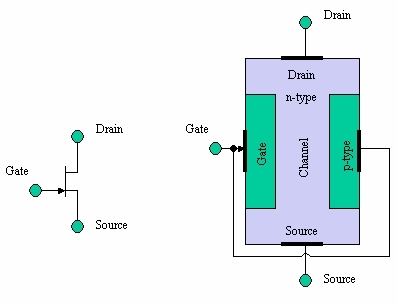 Drain
Gate
Source
Drain
Drain
n-type
Gate
Gate
Channel
p-type
Source
Source